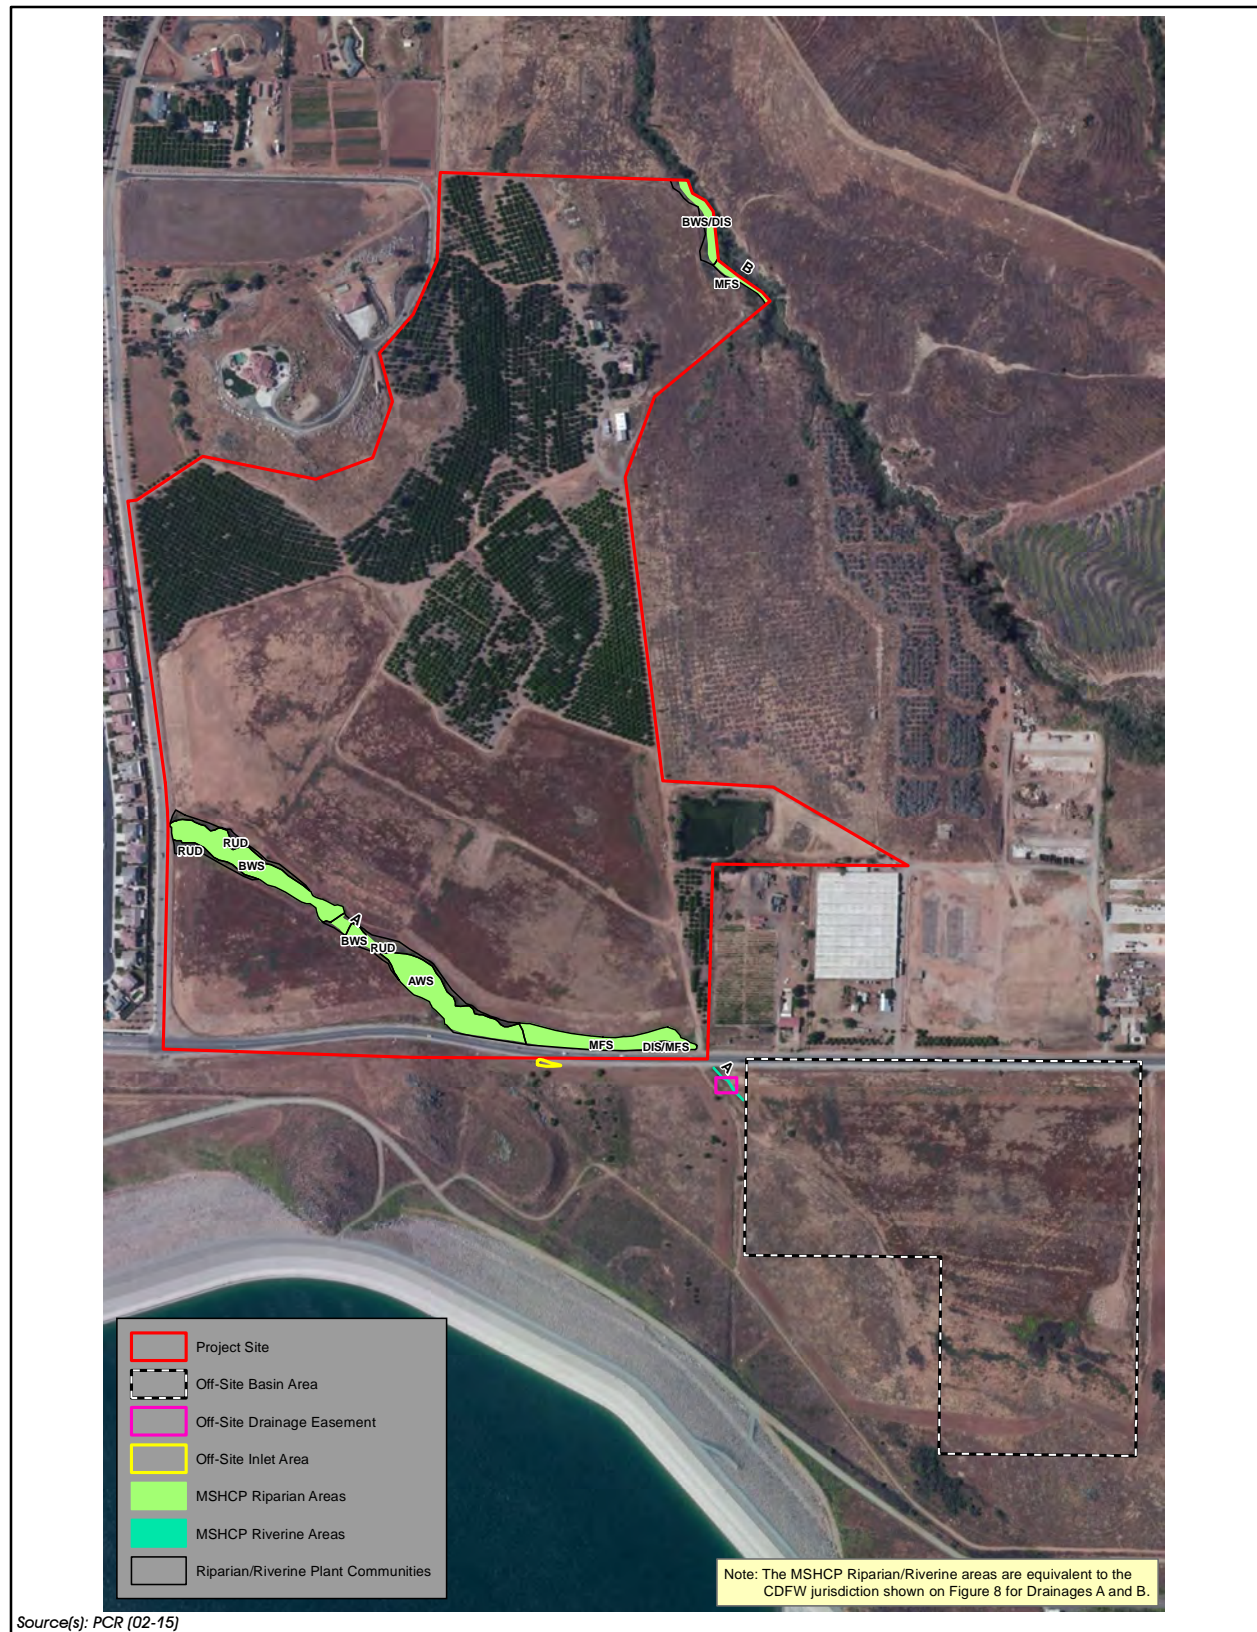 BWS/DIS
B
MFS
RUD
RUD
BWS
A
BWS
RUD
AWS
MFS
DIS/MFS
A
Project Site
Off-Site Basin Area
Off-Site Drainage Easement
Off-Site Inlet Area
MSHCP Riparian Areas
MSHCP Riverine Areas
Riparian/Riverine Plant Communities
Note: The MSHCP Riparian/Riverine areas are equivalent to the
CDFW jurisdiction shown on Figure 8 for Drainages A and B.
Source(s): PCR (02-15)